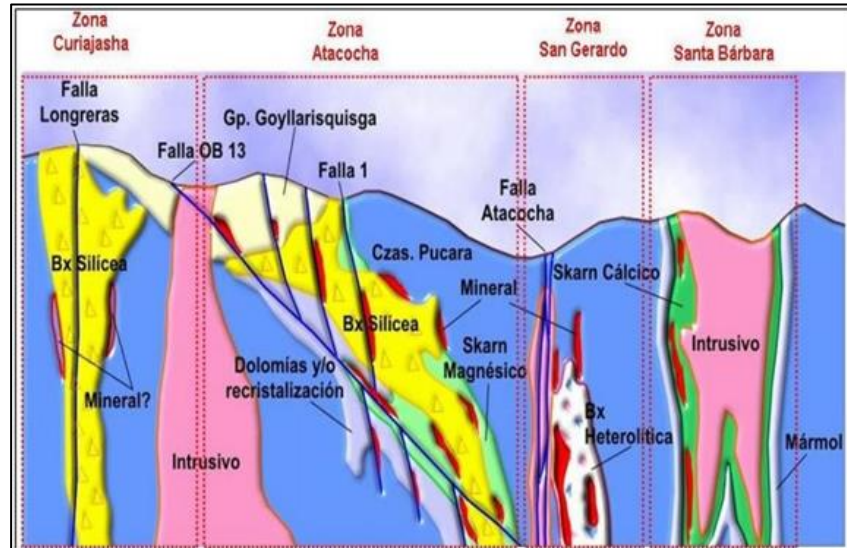 Zona
Curiajasha
Zona
Atacocha
Zona
San Gerardo
Zona
Santa Bárbara
Falla
Longreras
Gp. Goyllarisquisga
Falla OB 13
Falla 1
Falla
Atacocha
Czas. Pucara
Bx Silícea
Mineral
Skarn Cálcico
Bx Silícea
Intrusivo
Skarn
Magnésico
Dolomías y/o
recristalización
Mineral?
Bx
Heterolítica
Mármol
Intrusivo